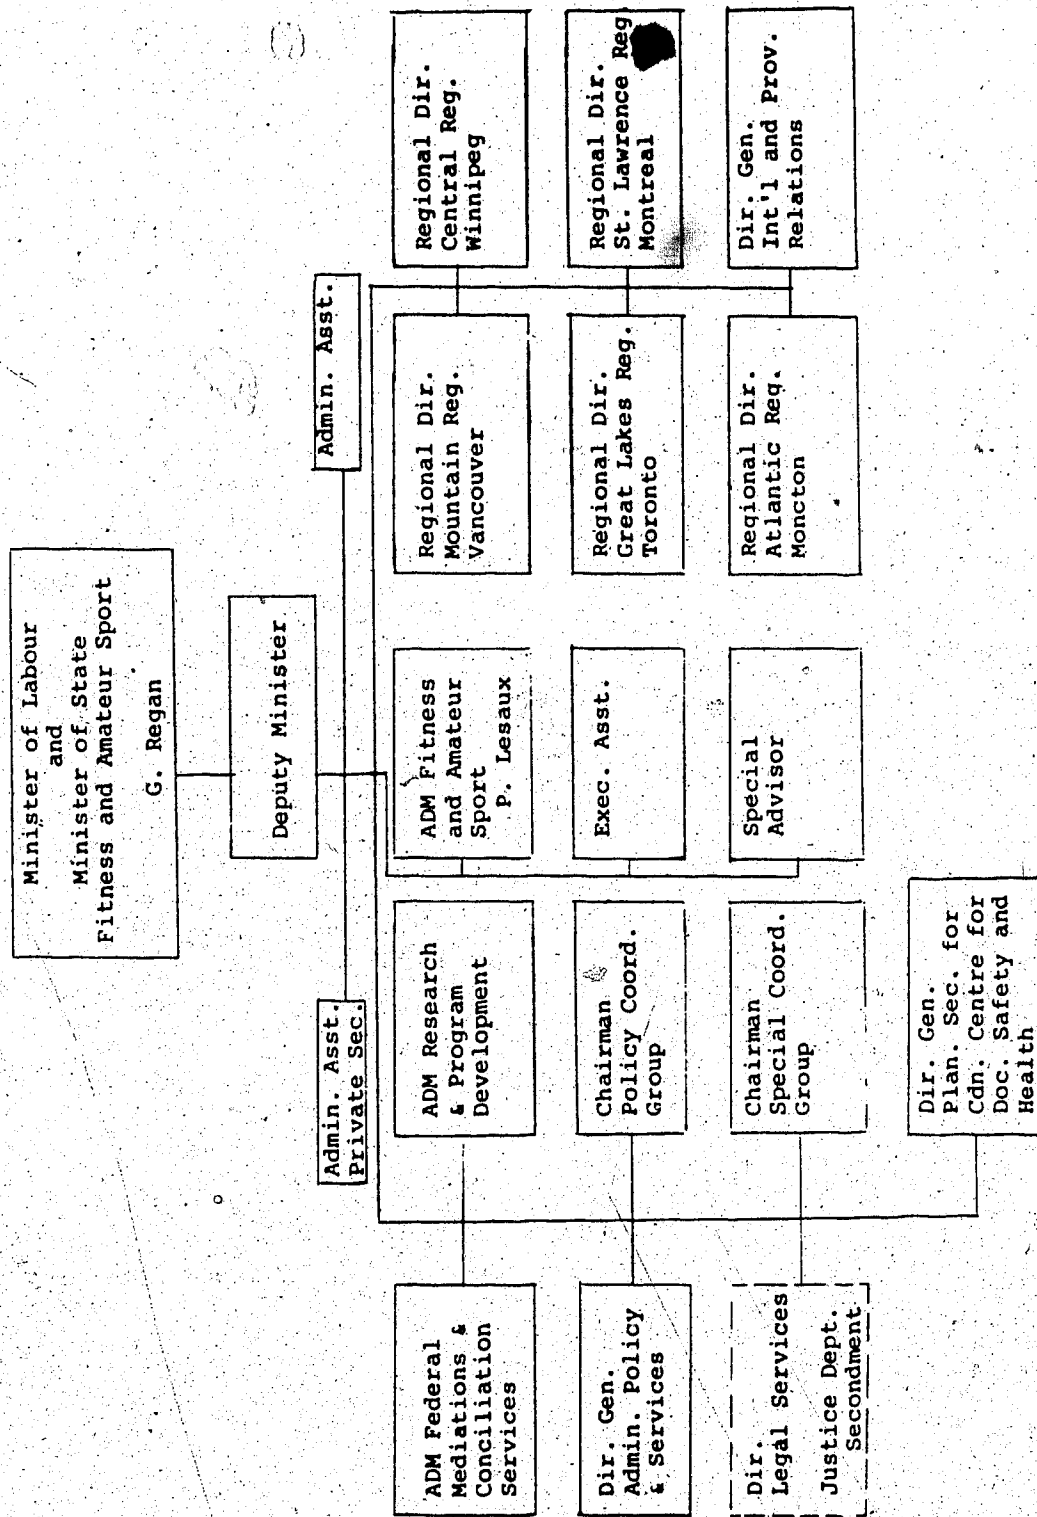 Minister of Labour
and
Minister of State
Fitness and Amateur Sport
G. Regan
Deputy Minister
Admin. Asst.
Private Sec.
Admin. Asst.
ADM Federal
Mediations &
Conciliation
Services
ADM Research
& Program
Development
ADM Fitness
and Amateur
Sport
P. Lesaux
Regional Dir.
Mountain Reg.
Vancouver
Regional Dir.
Central Reg.
Winnipeg
Dir. Gen.
Admin. Policy
& Services
Chairman
Policy Coord.
Group
Exec. Asst.
Regional Dir.
Great Lakes Reg.
Toronto
Regional Dir.
St. Lawrence Reg
Montreal
Dir.
Legal Services
Justice Dept.
Secondment
Chairman
Special Coord.
Group
Special
Advisor
Regional Dir.
Atlantic Reg.
Moncton
Dir. Gen.
Int'l and Prov.
Relations
Dir. Gen.
Plan. Sec. for
Cdn. Centre for
Doc. Safety and
Health